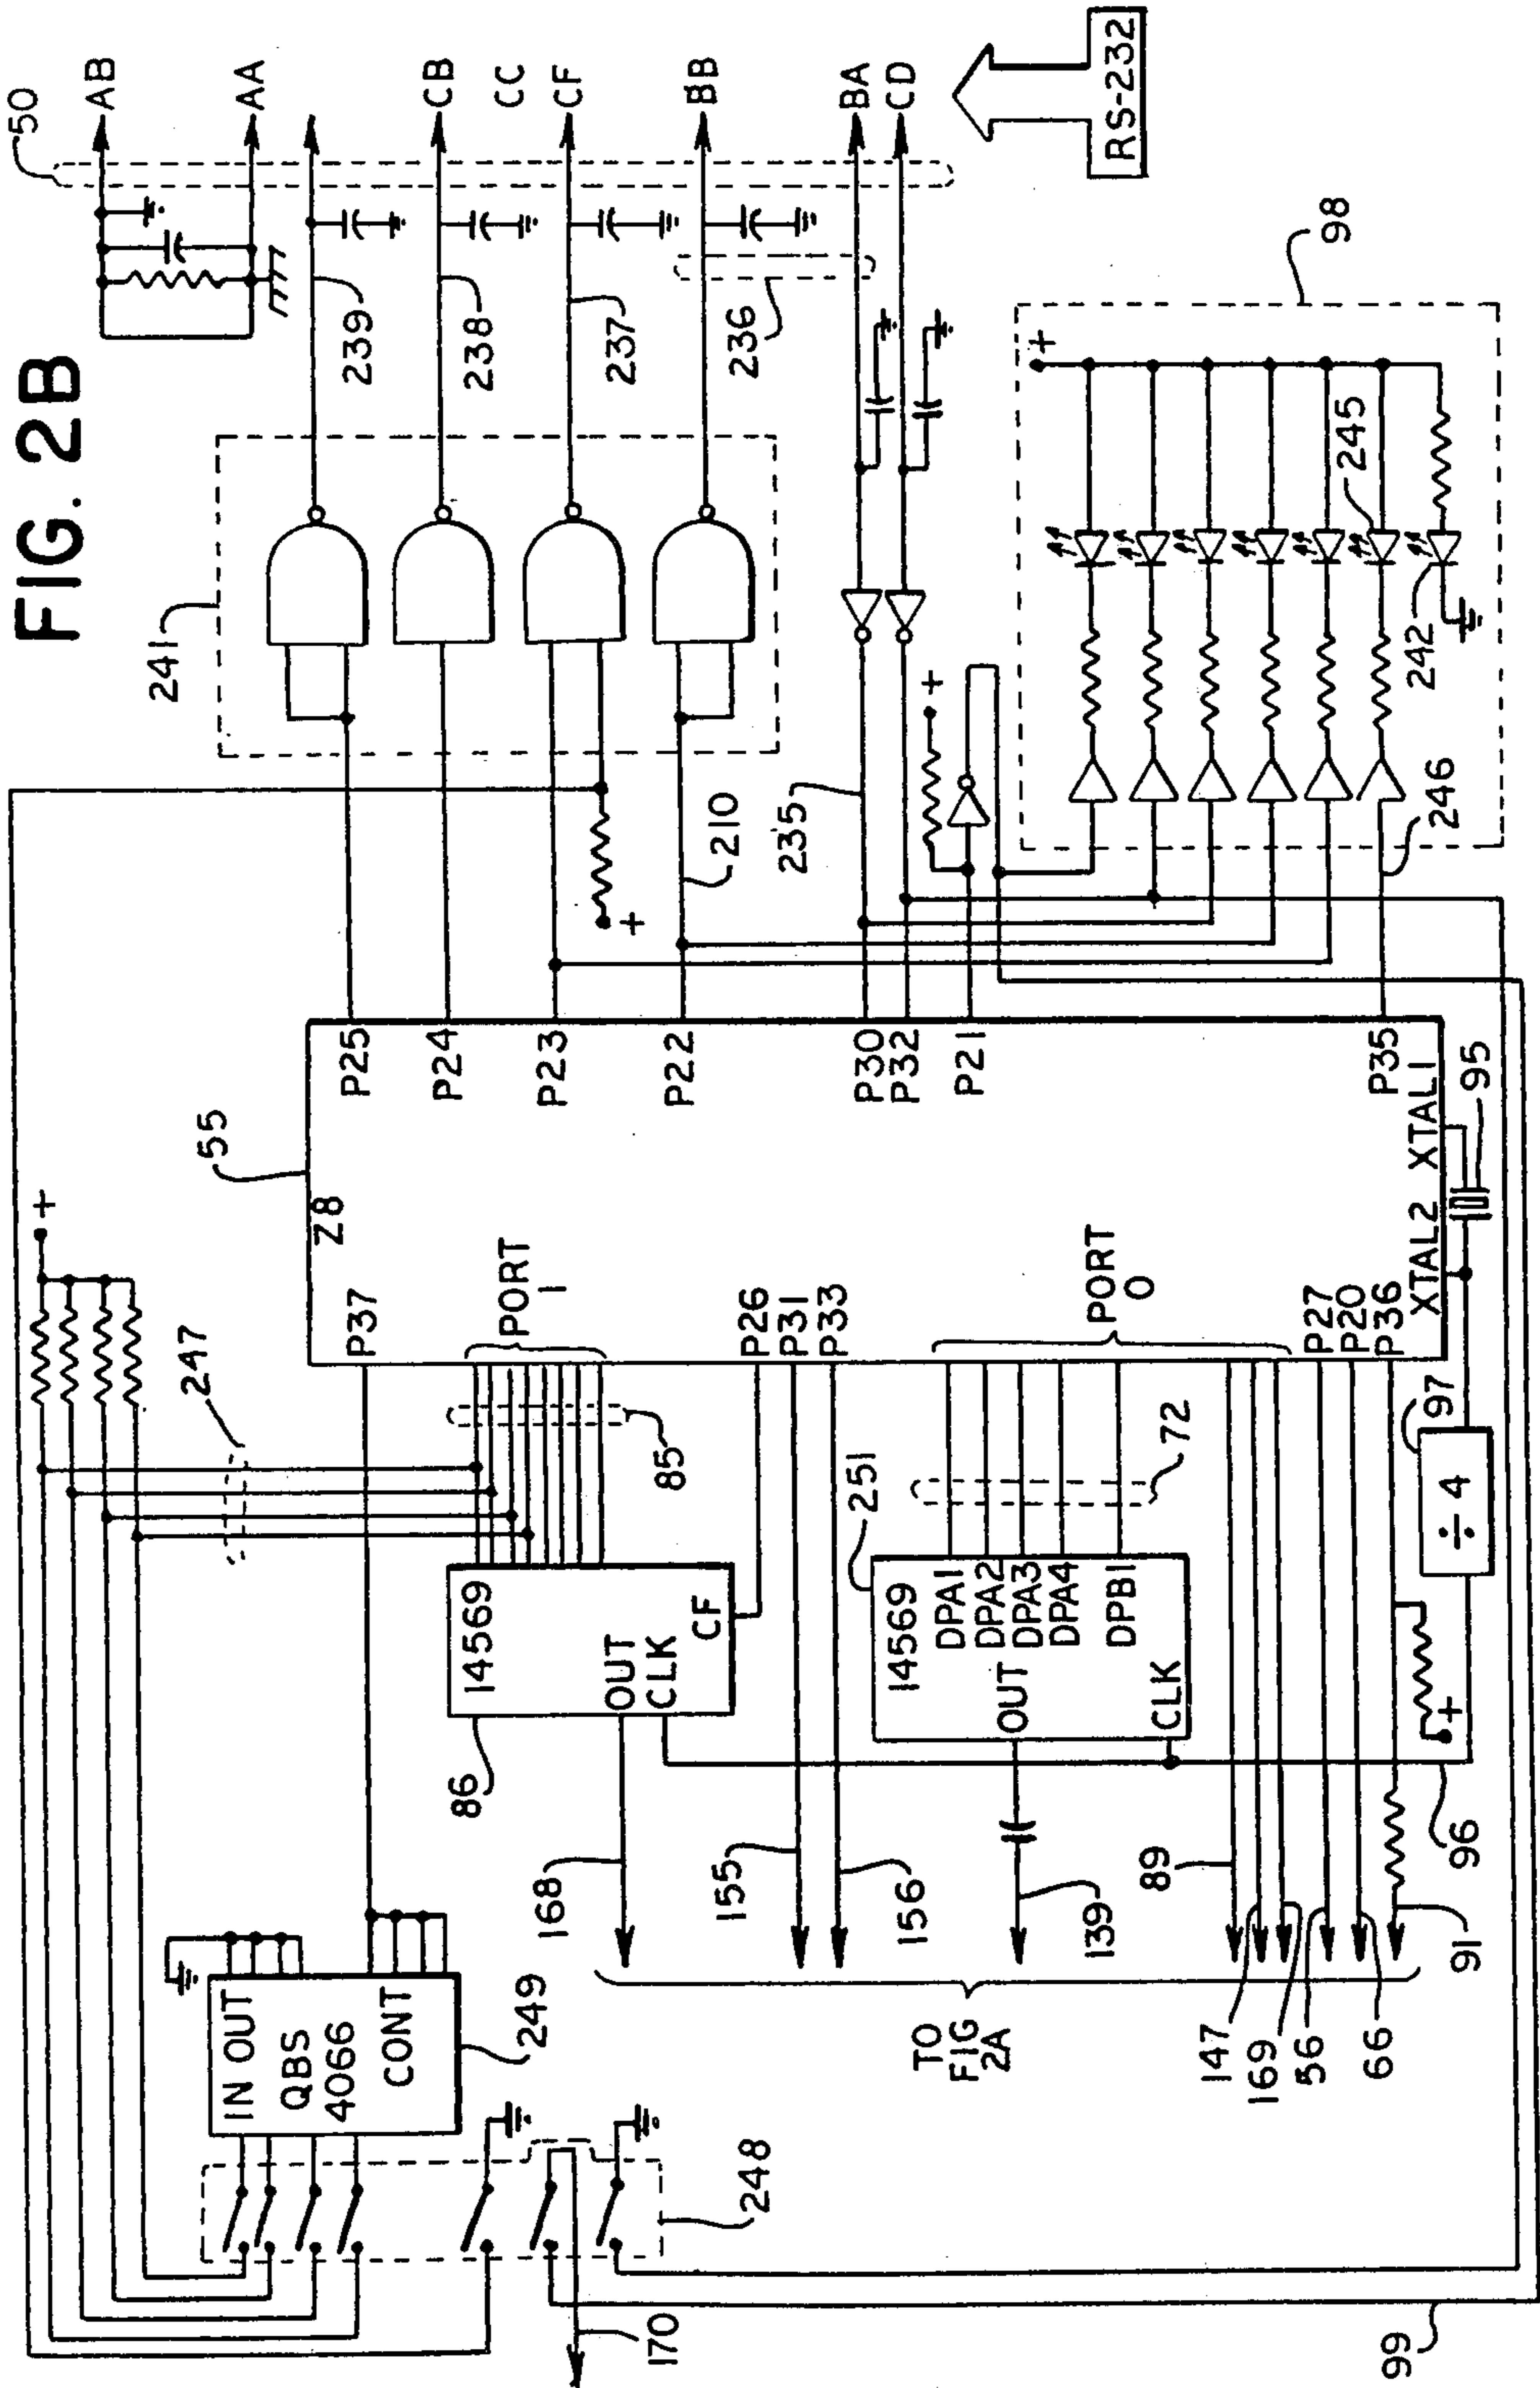 FIG. 2B
50
AB
AA
CB
CC
CF
BB
BA
CD
RS-232
241
239
238
237
236
210
235
98
245
242
246
+
+
+
+
55
Z8
P25
P24
P23
P22
P30
P32
P21
P35
XTAL1
XTAL2
95
P37
PORT 1
P26
P31
P33
PORT 0
P27
P20
P36
247
85
251
72
97
÷ 4
14569
OUT
CLK
CF
86
14569
DPA1
DPA2
DPA3
DPA4
DPB1
OUT
CLK
+
96
168
155
156
139
89
147
169
56
66
91
TO
FIG
2A
IN OUT
QBS
4066
CONT
249
248
170
99